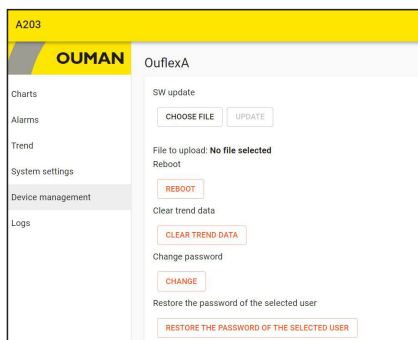 A203
OUMAN
OuflexA
Charts
Alarms
Trend
System settings
Device management
Logs
SW update
CHOOSE FILE UPDATE
File to upload: No file selected
Reboot
REBOOT
Clear trend data
CLEAR TREND DATA
Change password
CHANGE
Restore the password of the selected user
RESTORE THE PASSWORD OF THE SELECTED USER